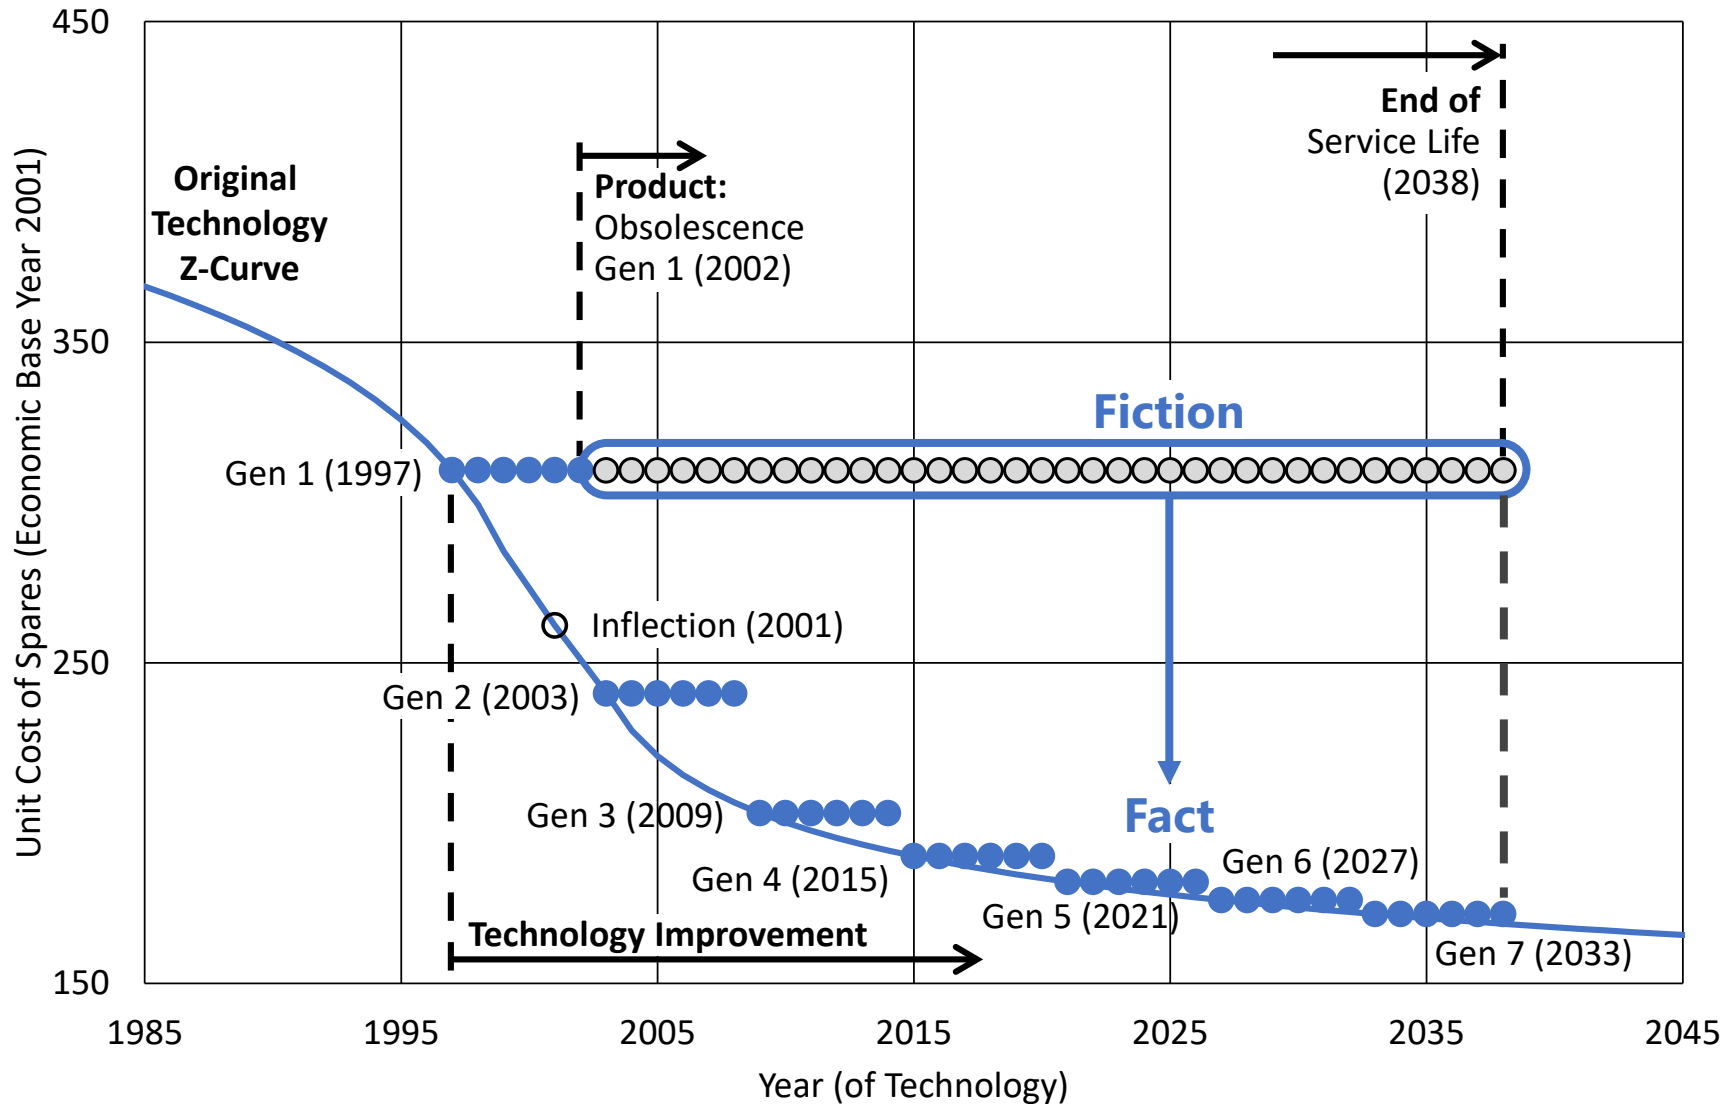 450
350
250
150
Unit Cost of Spares (Economic Base Year 2001)
Original
Technology
Z-Curve
Product:
Obsolescence
Gen 1 (2002)
End of
Service Life
(2038)
Fiction
Gen 1 (1997)
Inflection (2001)
Gen 2 (2003)
Gen 3 (2009)
Fact
Gen 4 (2015)
Gen 6 (2027)
Gen 5 (2021)
Technology Improvement
Gen 7 (2033)
1985 1995 2005 2015 2025 2035 2045
Year (of Technology)